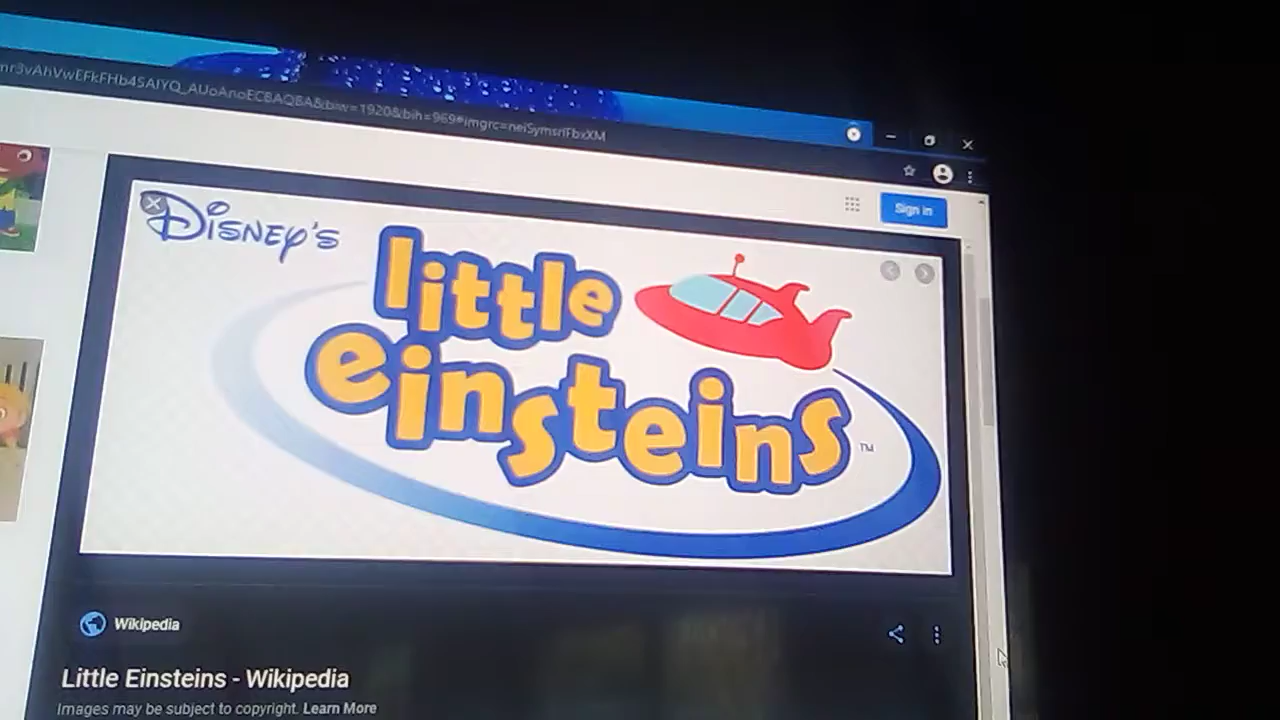 Sign in
Disney's
little
einsteins
TM
Wikipedia
Little Einsteins - Wikipedia
Images may be subject to copyright. Learn More